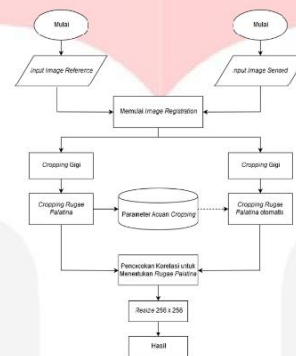 Mulai
Mulai
Input Image Reference
Input Image Sensed
Memulai Image Registration
Cropping Gigi
Cropping Gigi
Cropping Rugae
Palatina
Parameter Acuan Cropping
Cropping Rugae
Palatina otomatis
Pencocokan Korelasi untuk
Menentukan Rugae Palatina
Resize 256 x 256
Hasil